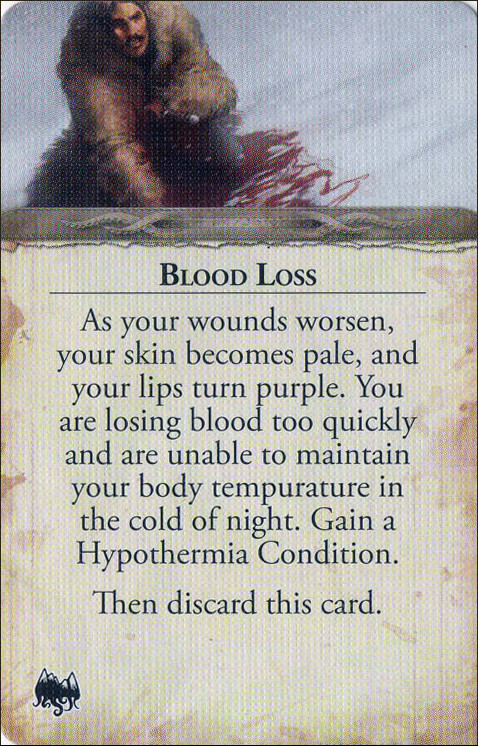 BLOOD LOSS
As your wounds worsen,
your skin becomes pale, and
your lips turn purple. You
are losing blood too quickly
and are unable to maintain
your body tempurature in
the cold of night. Gain a
Hypothermia Condition.
Then discard this card.